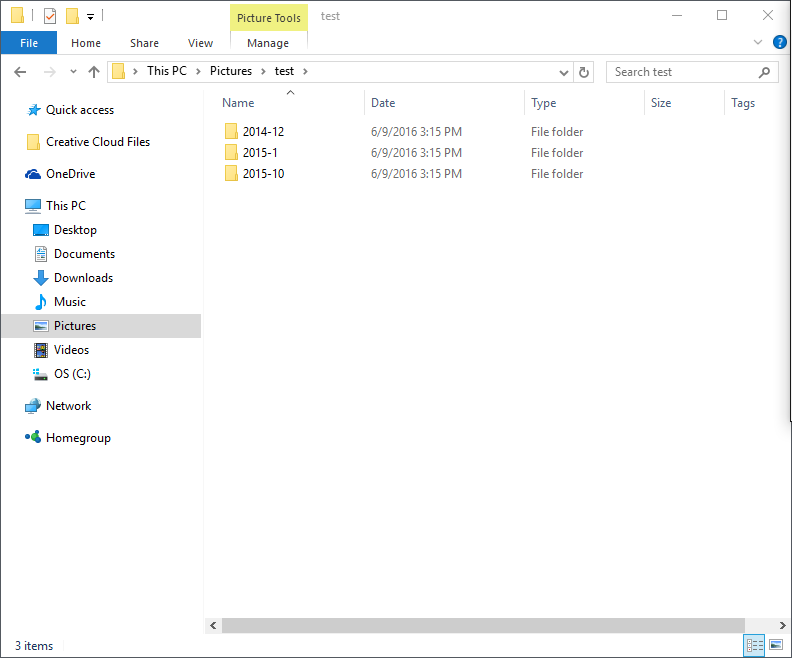 Picture Tools test
File Home Share View Manage
This PC Pictures test Search test
Name Date Type Size Tags
Quick access
Creative Cloud Files
OneDrive
This PC
Desktop
Documents
Downloads
Music
Pictures
Videos
OS (C:)
Network
Homegroup
2014-12 6/9/2016 3:15 PM File folder
2015-1 6/9/2016 3:15 PM File folder
2015-10 6/9/2016 3:15 PM File folder
3 items